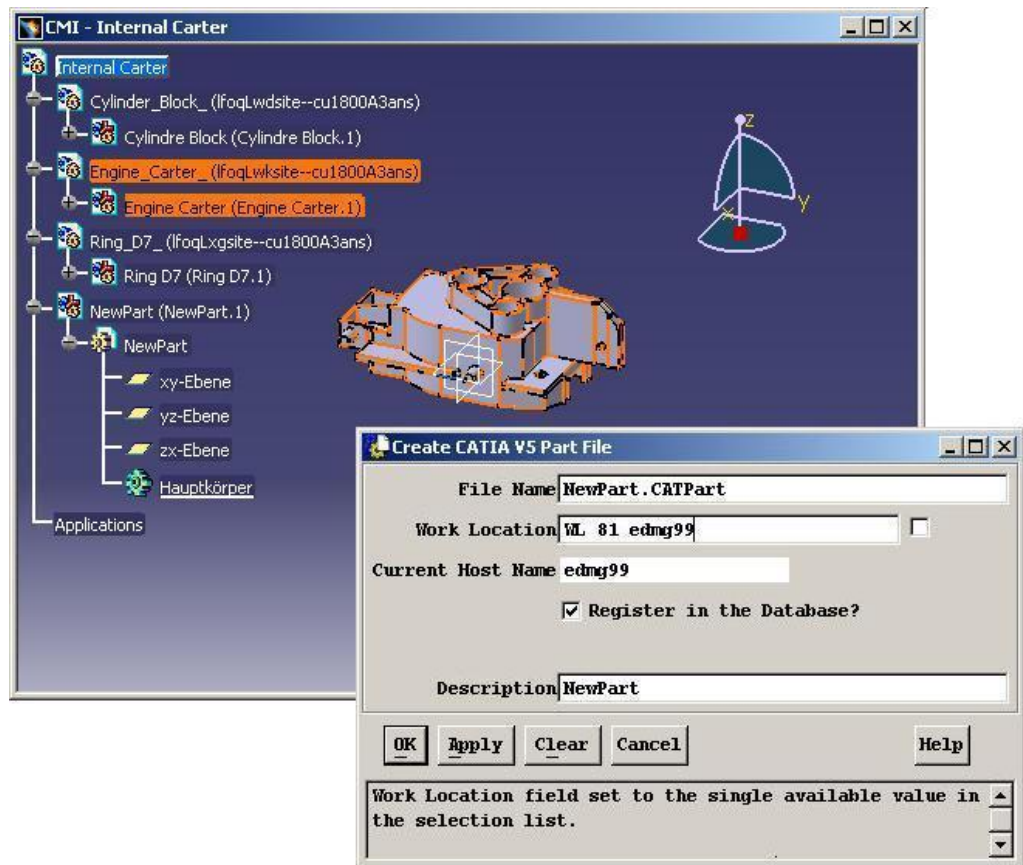 CMI - Internal Carter
Internal Carter
Cylinder_Block_ (lfoqLwdsite--cu1800A3ans)
Cylindre Block (Cylindre Block.1)
Engine_Carter_ (lfoqLwksite--cu1800A3ans)
Engine Carter (Engine Carter.1)
Ring_D7_ (lfoqLxgsite--cu1800A3ans)
Ring D7 (Ring D7.1)
NewPart (NewPart.1)
NewPart
xy-Ebene
yz-Ebene
zx-Ebene
Hauptkörper
Applications
z
y
x
Create CATIA V5 Part File
File Name NewPart.CATPart
Work Location WL 81 edmg99
Current Host Name edmg99
Register in the Database?
Description NewPart
OK Apply Clear Cancel Help
Work Location field set to the single available value in
the selection list.